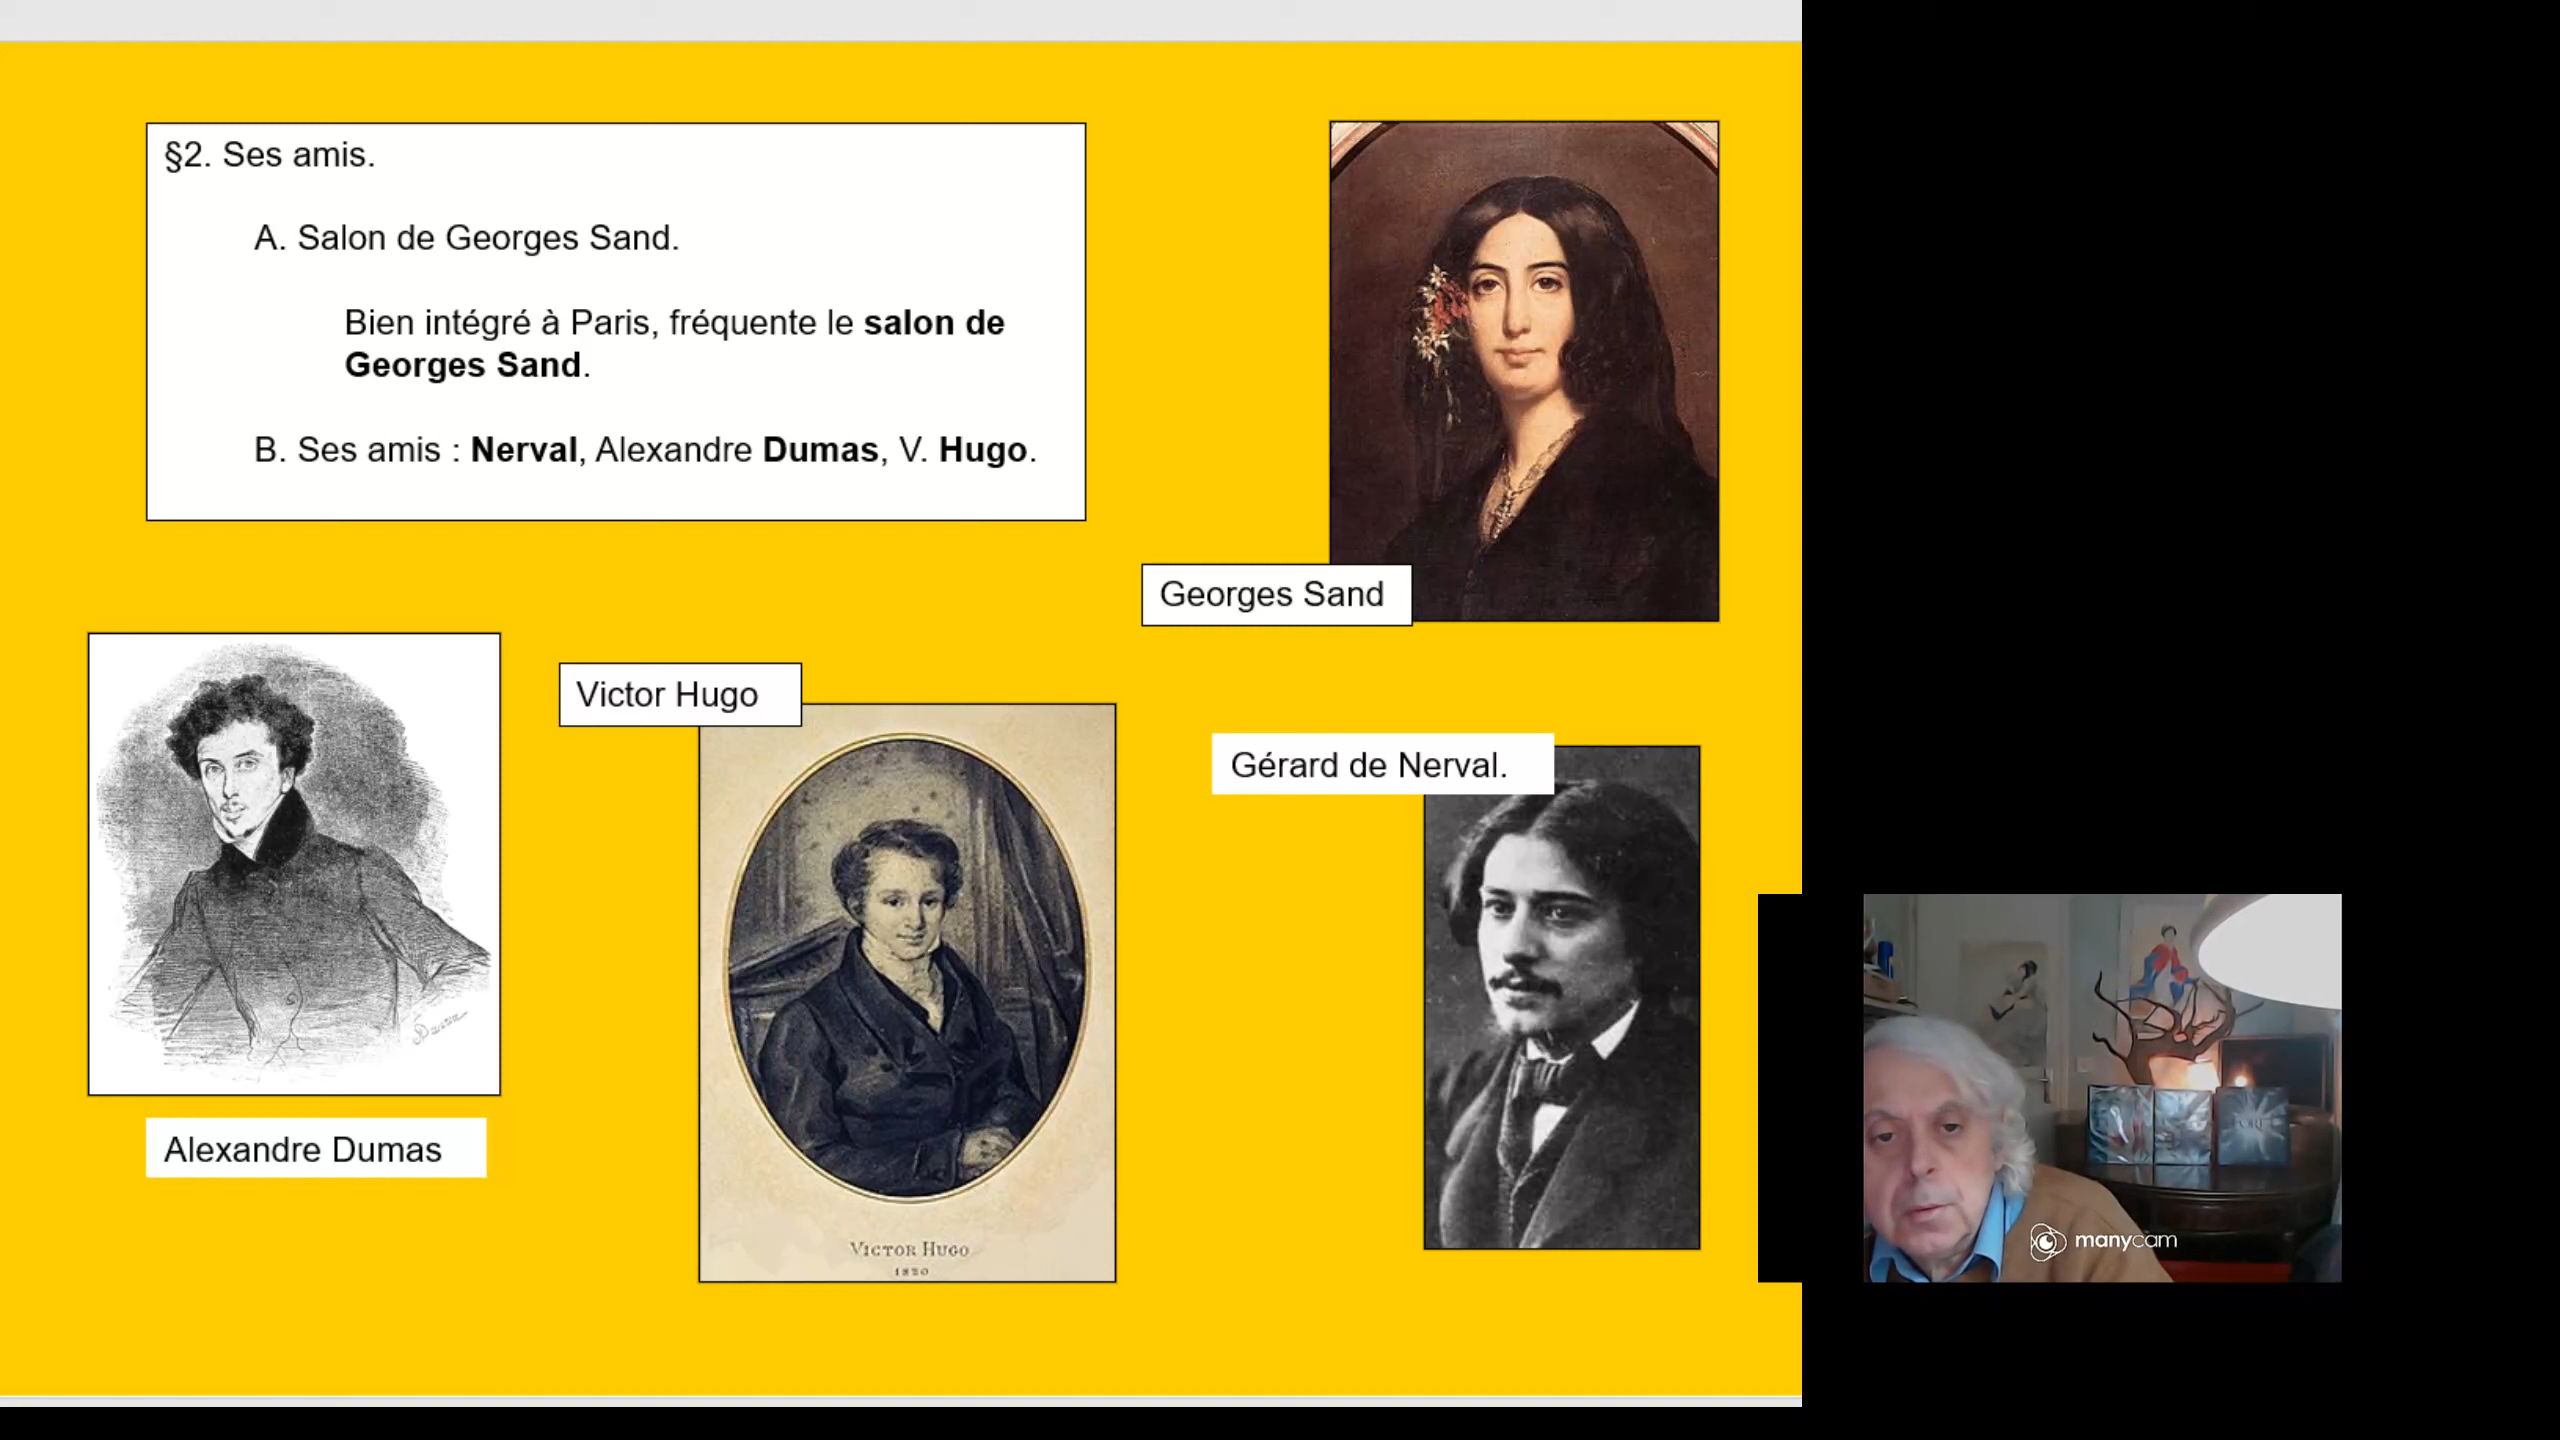 §2. Ses amis.
A. Salon de Georges Sand.
Bien intégré à Paris, fréquente le salon de
Georges Sand.
B. Ses amis : Nerval, Alexandre Dumas, V. Hugo.
Georges Sand
Victor Hugo
Gérard de Nerval.
Alexandre Dumas
VICTOR HUGO
manycam